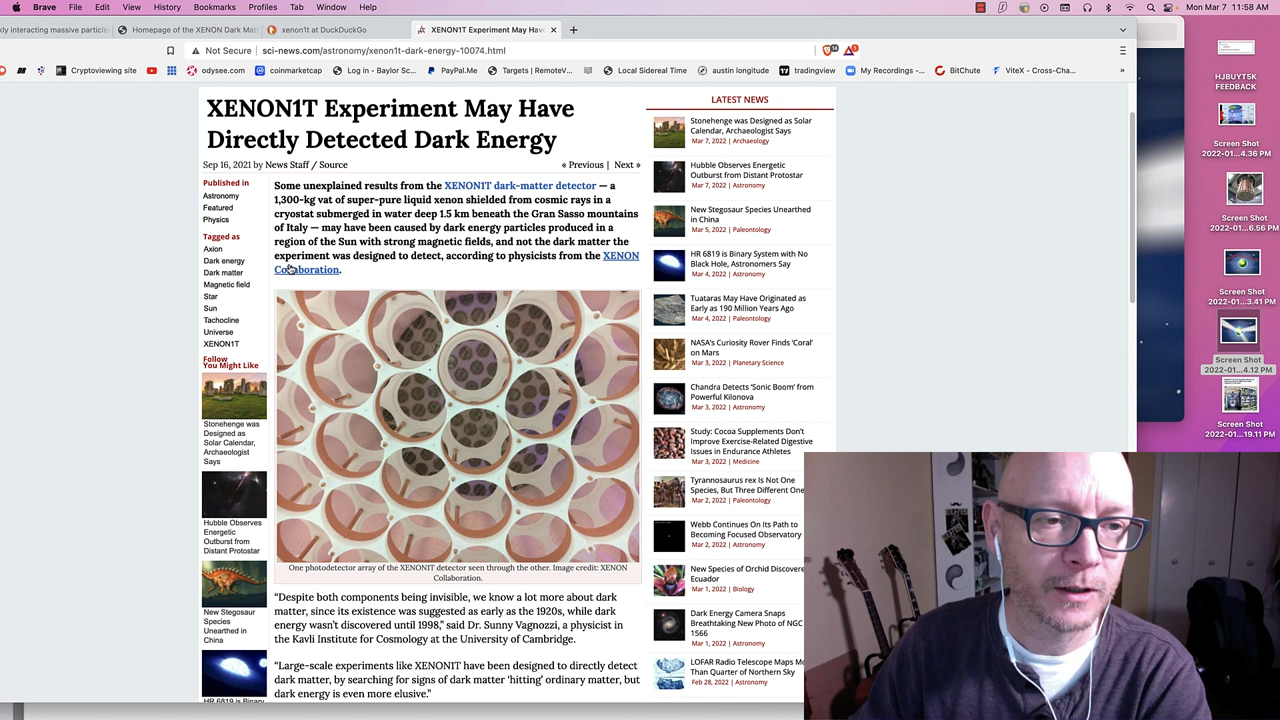 Brave File Edit View History Bookmarks Profiles Tab Window Help
Mon Mar 7 11:58 AM
kly interacting massive particle
Homepage of the XENON Dark Mat
xenon1t at DuckDuckGo
XENON1T Experiment May Hav
Not Secure sci-news.com/astronomy/xenon1t-dark-energy-10074.html
Cryptoviewing site
odysee.com
coinmarketcap
Log in - Baylor Sc...
PayPal.Me
Targets | RemoteV...
Local Sidereal Time
austin longitude
tradingview
My Recording -...
BitChute
ViteX - Cross-Cha...
»
XENON1T Experiment May Have
Directly Detected Dark Energy
Sep 16, 2021 by News Staff / Source
« Previous | Next »
Published in
Astronomy
Featured
Physics
Tagged as
Axion
Dark energy
Dark matter
Magnetic field
Star
Sun
Tachocline
Universe
XENON1T
Follow
You Might Like
Stonehenge was
Designed as
Solar Calendar,
Archaeologist
Says
Hubble Observes
Energetic
Outburst from
Distant Protostar
New Stegosaur
Species
Unearthed in
China
HR 6819 is Binary
Some unexplained results from the XENON1T dark-matter detector — a
1,300-kg vat of super-pure liquid xenon shielded from cosmic rays in a
cryostat submerged in water deep 1.5 km beneath the Gran Sasso mountains
of Italy — may have been caused by dark energy particles produced in a
region of the Sun with strong magnetic fields, and not the dark matter the
experiment was designed to detect, according to physicists from the XENON
Collaboration.
One photodetector array of the XENON1T detector seen through the other. Image credit: XENON
Collaboration.
“Despite both components being invisible, we know a lot more about dark
matter, since its existence was suggested as early as the 1920s, while dark
energy wasn’t discovered until 1998,” said Dr. Sunny Vagnozzi, a physicist in
the Kavli Institute for Cosmology at the University of Cambridge.
“Large-scale experiments like XENON1T have been designed to directly detect
dark matter, by searching for signs of dark matter ‘hitting’ ordinary matter, but
dark energy is even more elusive.”
LATEST NEWS
Stonehenge was Designed as Solar
Calendar, Archaeologist Says
Mar 7, 2022 | Archaeology
Hubble Observes Energetic
Outburst from Distant Protostar
Mar 7, 2022 | Astronomy
New Stegosaur Species Unearthed
in China
Mar 5, 2022 | Paleontology
HR 6819 is Binary System with No
Black Hole, Astronomers Say
Mar 4, 2022 | Astronomy
Tuataras May Have Originated as
Early as 190 Million Years Ago
Mar 4, 2022 | Paleontology
NASA’s Curiosity Rover Finds ‘Coral’
on Mars
Mar 3, 2022 | Planetary Science
Chandra Detects ‘Sonic Boom’ from
Powerful Kilonova
Mar 3, 2022 | Astronomy
Study: Cocoa Supplements Don’t
Improve Exercise-Related Digestive
Issues in Endurance Athletes
Mar 3, 2022 | Medicine
Tyrannosaurus rex Is Not One
Species, But Three Different One
Mar 2, 2022 | Paleontology
Webb Continues On Its Path to
Becoming Focused Observatory
Mar 2, 2022 | Astronomy
New Species of Orchid Discovere
Ecuador
Mar 1, 2022 | Biology
Dark Energy Camera Snaps
Breathtaking New Photo of NGC
1566
Mar 1, 2022 | Astronomy
LOFAR Radio Telescope Maps Mo
Than Quarter of Northern Sky
Feb 28, 2022 | Astronomy
HJBUYT5K
FEEDBACK
Screen Shot
2022-01...4.36 PM
Screen Shot
2022-01...6.56 PM
Screen Shot
2022-01...3.41 PM
Screen Shot
2022-01...4.12 PM
Screen Shot
2022-01...19.11 PM